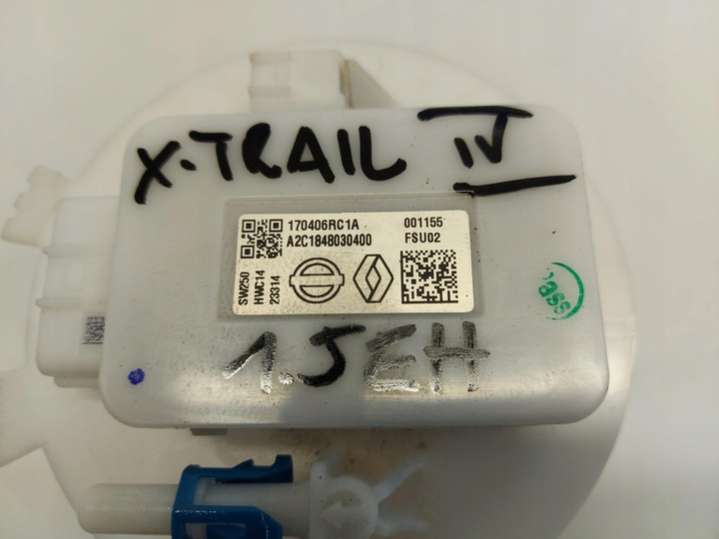 X-TRAIL IV
170406RC1A 001155
A2C1848030400 FSU02
SW250
HWC14
23314
1.5EH